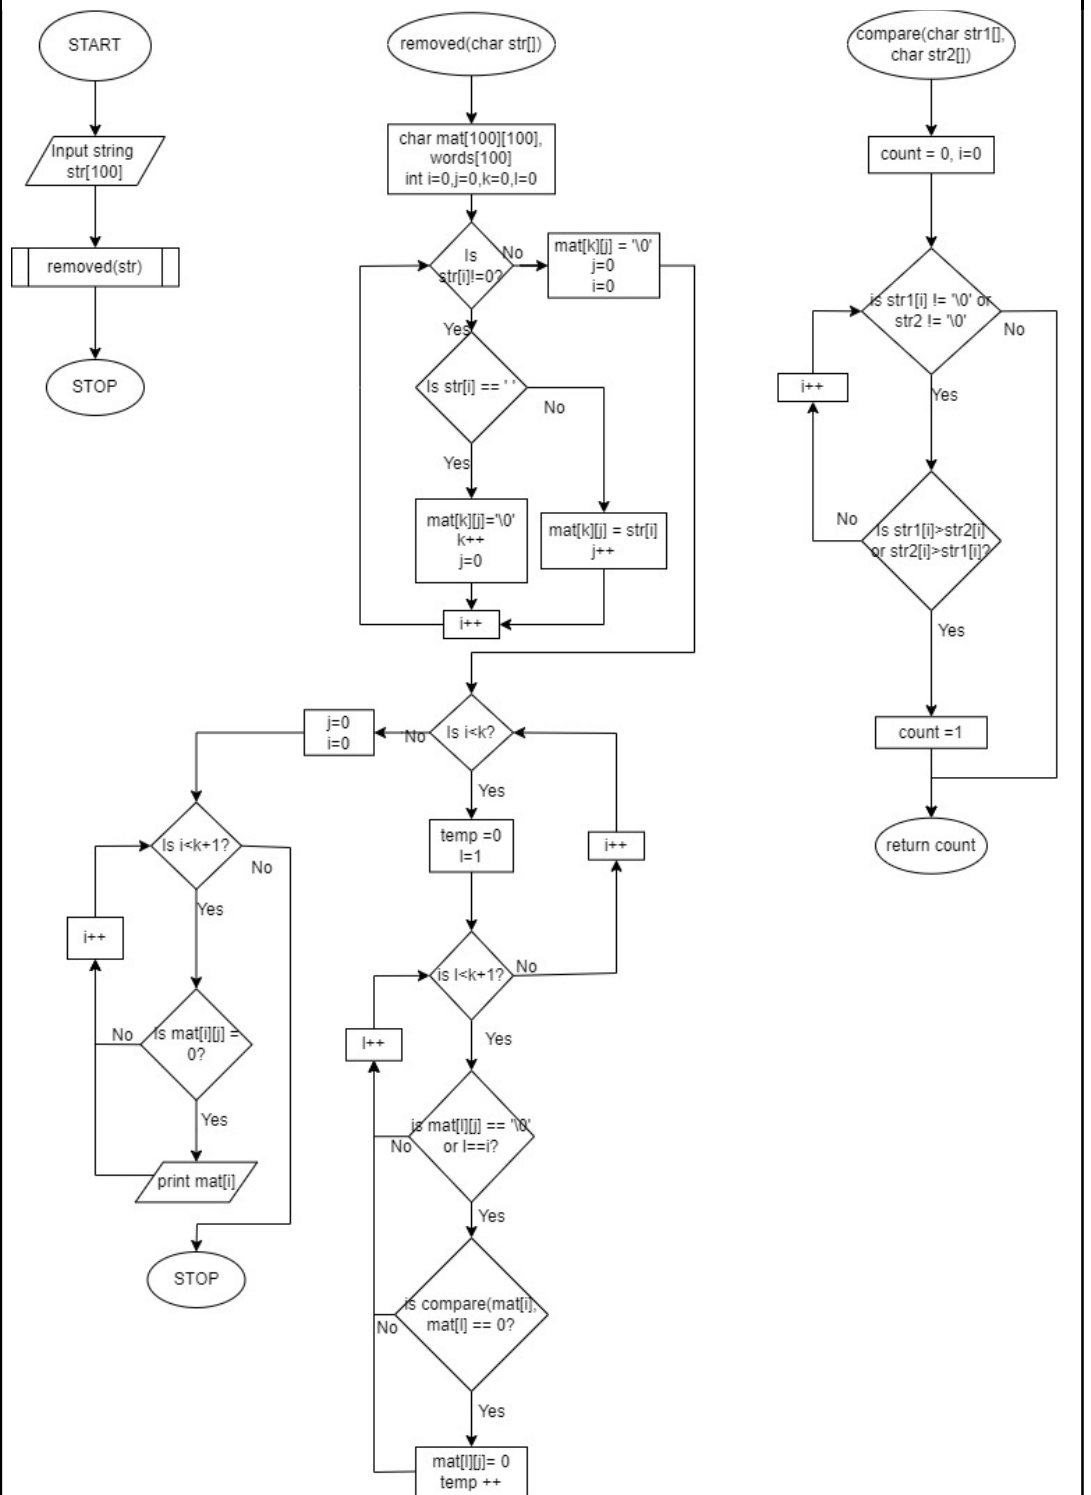 START
Input string
str[100]
removed(str)
STOP
removed(char str[])
char mat[100][100],
words[100]
int i=0,j=0,k=0,l=0
Is
str[i]!=0?
No
mat[k][j] = '\0'
j=0
i=0
Yes
Is str[i] == ' '
No
Yes
mat[k][j]='\0'
k++
j=0
mat[k][j] = str[i]
j++
i++
Is i<k?
No
j=0
i=0
Yes
temp =0
l=1
i++
is l<k+1?
No
Yes
l++
is mat[l][j] == '\0'
or l==i?
No
Yes
is compare(mat[i],
mat[l] == 0?
No
Yes
mat[l][j]= 0
temp ++
Is i<k+1?
No
Yes
i++
Is mat[i][j] =
0?
No
Yes
print mat[i]
STOP
compare(char str1[],
char str2[])
count = 0, i=0
is str1[i] != '\0' or
str2 != '\0'
No
i++
Yes
Is str1[i]>str2[i]
or str2[i]>str1[i]?
No
Yes
count =1
return count